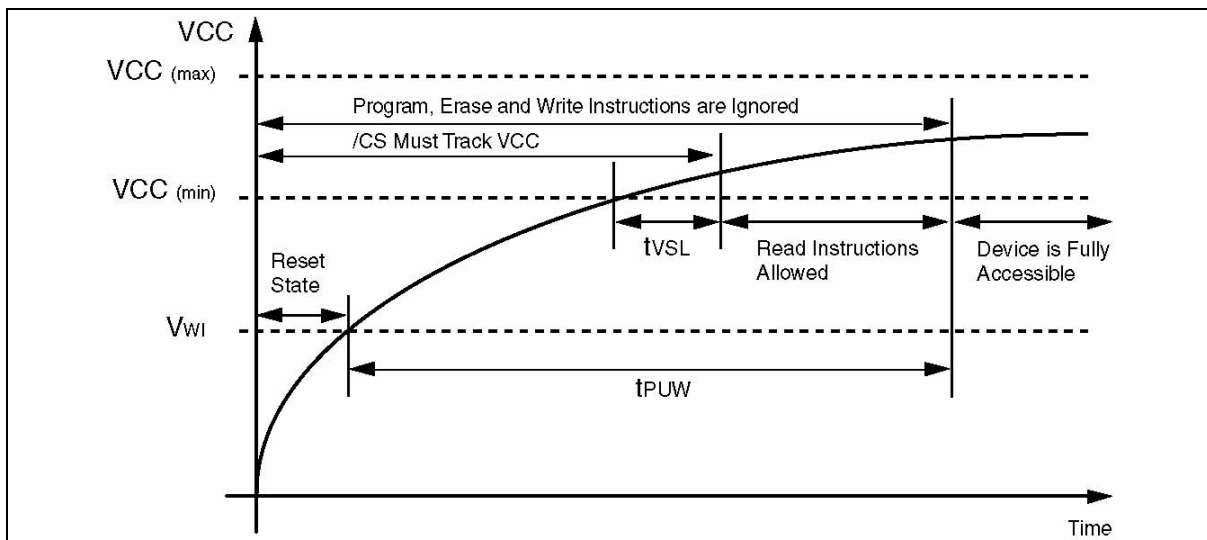 VCC
VCC (max)
Program, Erase and Write Instructions are Ignored
/CS Must Track VCC
VCC (min)
tVSL
Read Instructions
Allowed
Device is Fully
Accessible
Reset
State
VWI
tPUW
Time